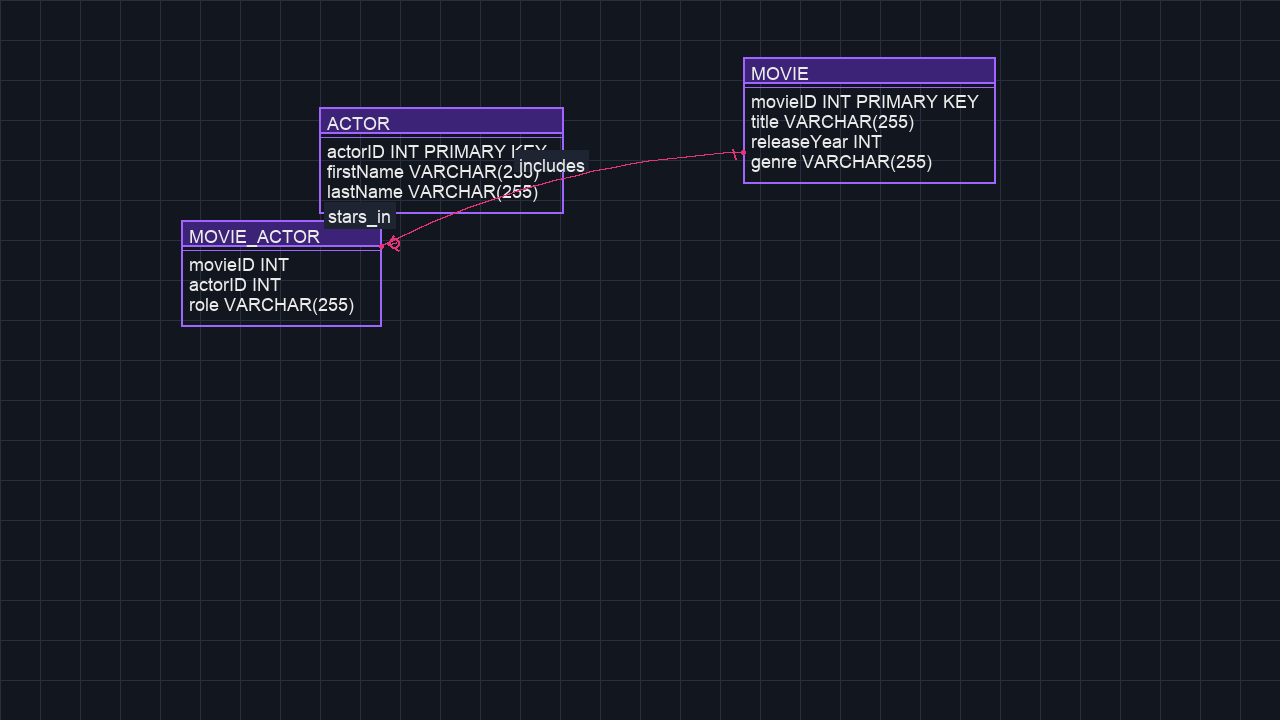 MOVIE
movieID INT PRIMARY KEY
title VARCHAR(255)
releaseYear INT
genre VARCHAR(255)
ACTOR
actorID INT PRIMARY KEY
firstName VARCHAR(255)
lastName VARCHAR(255)
includes
stars_in
MOVIE_ACTOR
movieID INT
actorID INT
role VARCHAR(255)